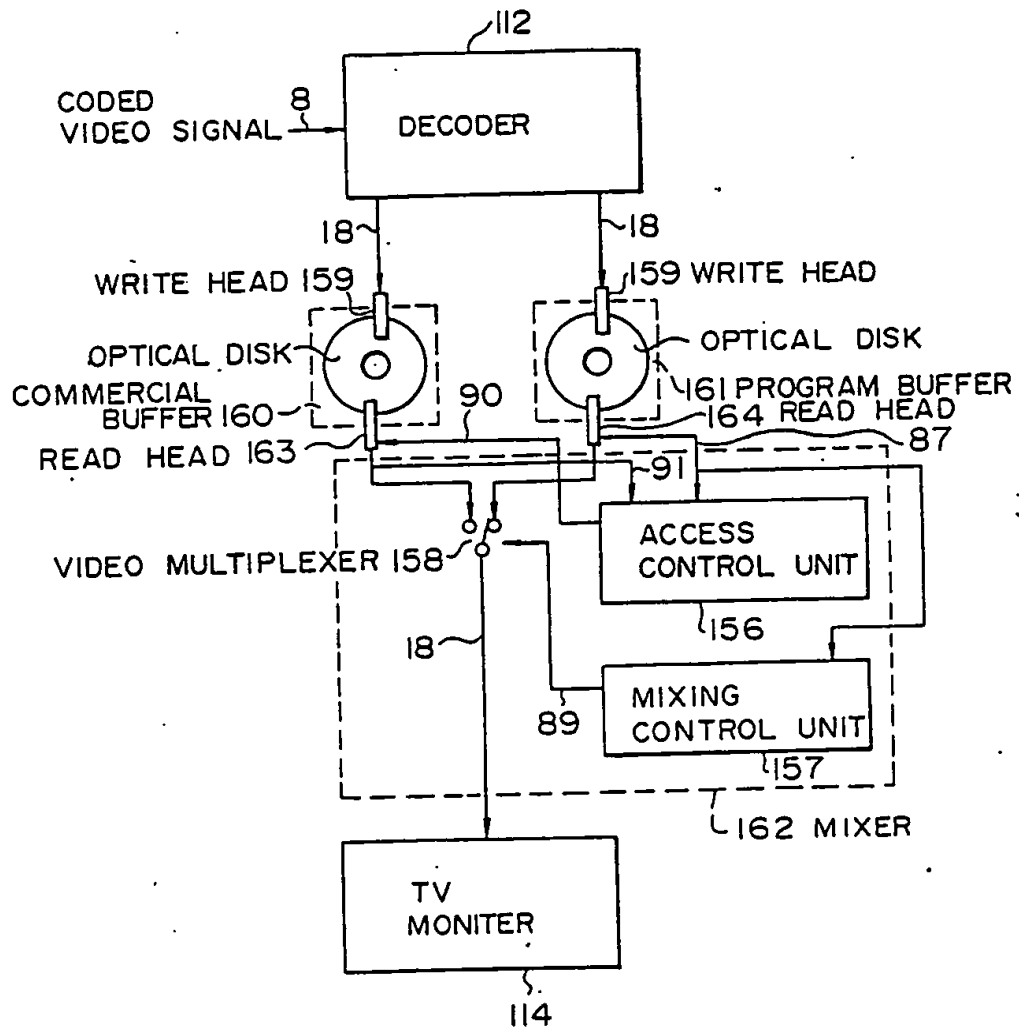 112
CODED
VIDEO SIGNAL
8
DECODER
18
18
WRITE HEAD 159
159 WRITE HEAD
OPTICAL DISK
OPTICAL DISK
COMMERCIAL
BUFFER 160
161 PROGRAM BUFFER
90
164 READ HEAD
READ HEAD 163
87
91
ACCESS
CONTROL UNIT
VIDEO MULTIPLEXER 158
156
18
MIXING
CONTROL UNIT
89
157
162 MIXER
TV
MONITER
114